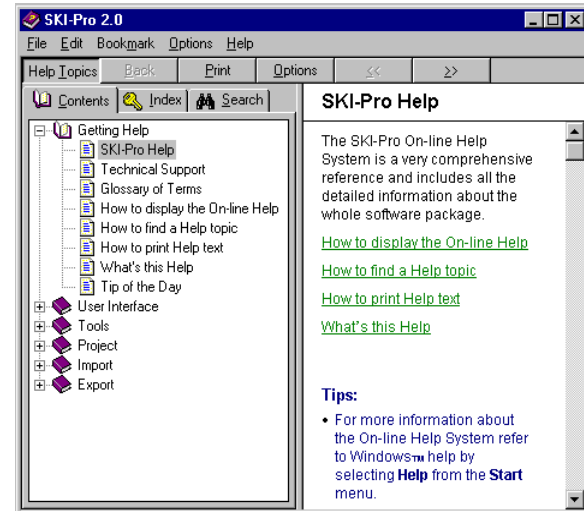 SKI-Pro 2.0
File Edit Bookmark Options Help
Help Topics Back Print Options << >>
Contents Index Search
Getting Help
SKI-Pro Help
Technical Support
Glossary of Terms
How to display the On-line Help
How to find a Help topic
How to print Help text
What's this Help
Tip of the Day
User Interface
Tools
Project
Import
Export
SKI-Pro Help
The SKI-Pro On-line Help
System is a very comprehensive
reference and includes all the
detailed information about the
whole software package.
How to display the On-line Help
How to find a Help topic
How to print Help text
What's this Help
Tips:
• For more information about
the On-line Help System refer
to Windows™ help by
selecting Help from the Start
menu.